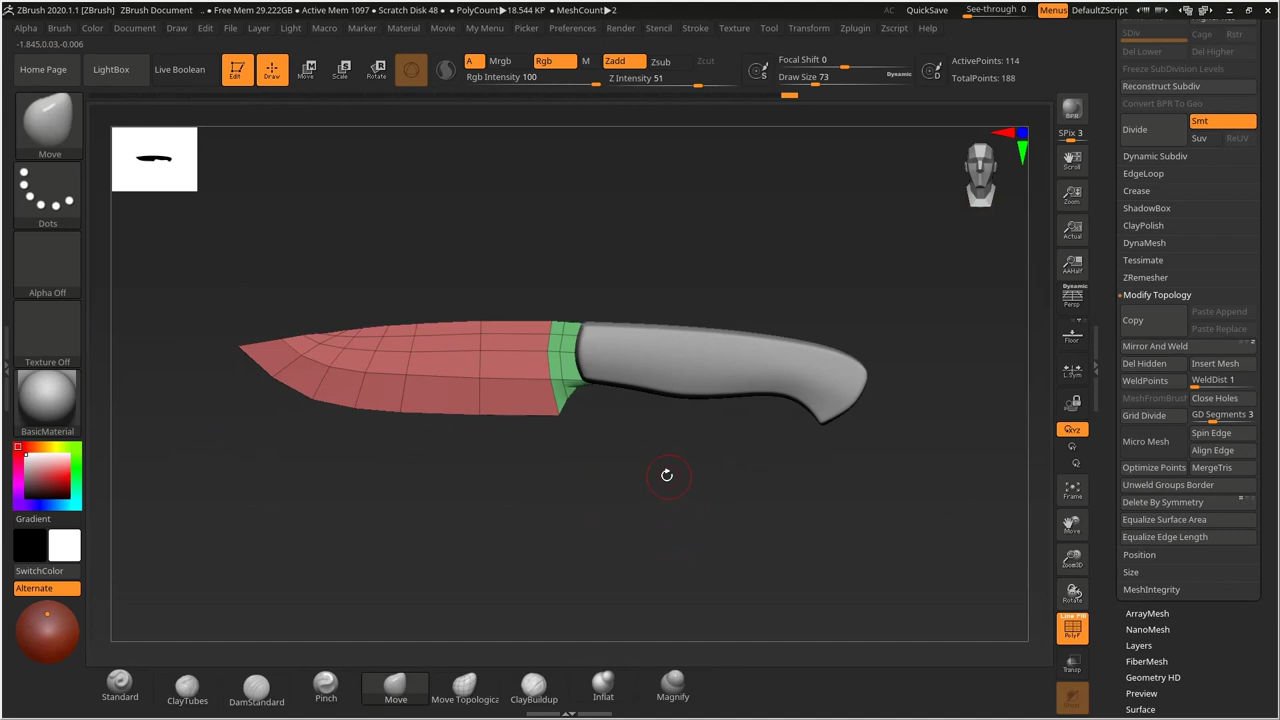 ZBrush 2020.1.1 [ZBrush] ZBrush Document .. ● Free Mem 29.222GB ● Active Mem 1097 ● Scratch Disk 48 ● PolyCount▸18.544 KP ● MeshCount▸2 AC QuickSave See-through 0 Menus DefaultZScript
Alpha Brush Color Document Draw Edit File Layer Light Macro Marker Material Movie My Menu Picker Preferences Render Stencil Stroke Texture Tool Transform Zplugin Zscript Help
-1.845,0.03,-0.006
Home Page LightBox Live Boolean Edit Draw Move Scale Rotate A Mrgb Rgb M Zadd Zsub Zcut
Rgb Intensity 100 Z Intensity 51
Focal Shift 0
Draw Size 73 Dynamic
S
D
ActivePoints: 114
TotalPoints: 188
Move
Dots
Alpha Off
Texture Off
BasicMaterial
Gradient
SwitchColor
Alternate
BPR
SPix 3
Scroll
Zoom
Actual
AAHalf
Dynamic
Persp
Floor
L.Sym
XYZ
Y
Z
Frame
Move
Zoom3D
Rotate
Line Fill
PolyF
Transp
Ghost
SDiv Cage Rstr
Del Lower Del Higher
Freeze SubDivision Levels
Reconstruct Subdiv
Convert BPR To Geo
Divide Smt
Suv ReUV
Dynamic Subdiv
EdgeLoop
Crease
ShadowBox
ClayPolish
DynaMesh
Tessimate
ZRemesher
Modify Topology
Copy Paste Append
Paste Replace
Mirror And Weld
Del Hidden Insert Mesh
WeldPoints WeldDist 1
MeshFromBrush Close Holes
Grid Divide GD Segments 3
Micro Mesh Spin Edge
Align Edge
Optimize Points MergeTris
Unweld Groups Border
Delete By Symmetry
Equalize Surface Area
Equalize Edge Length
Position
Size
MeshIntegrity
ArrayMesh
NanoMesh
Layers
FiberMesh
Geometry HD
Preview
Surface
Standard ClayTubes DamStandard Pinch Move Move Topologica ClayBuildup Inflat Magnify